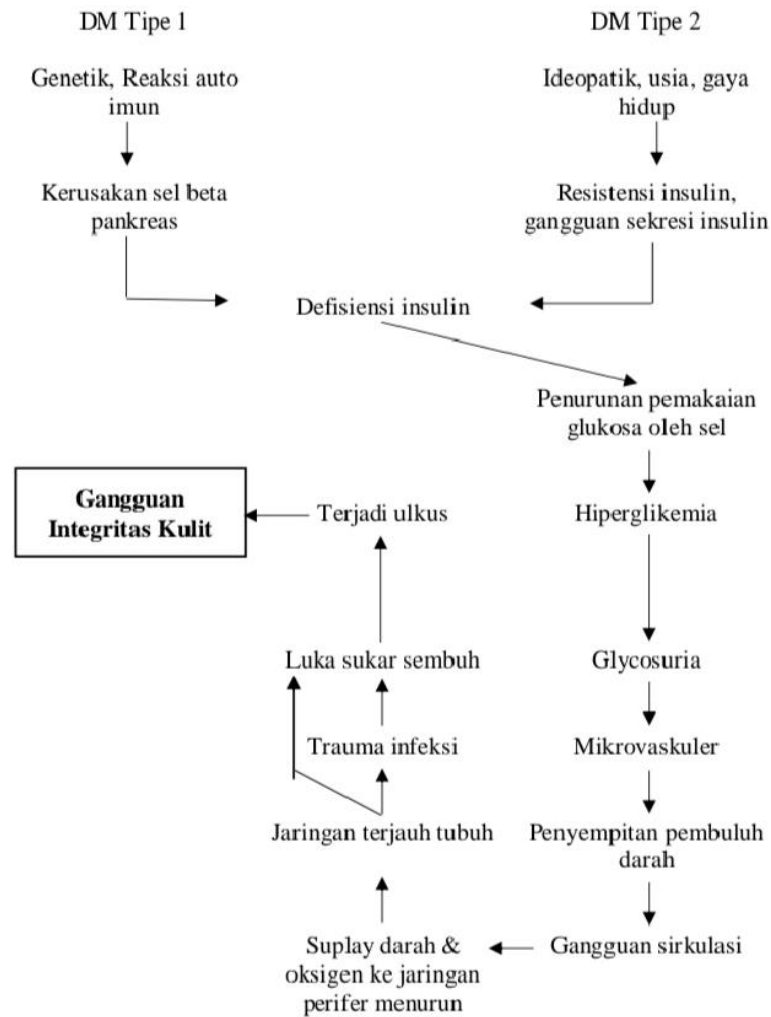 DM Tipe 1
DM Tipe 2
Genetik, Reaksi auto
imun
Ideopatik, usia, gaya
hidup
Kerusakan sel beta
pankreas
Resistensi insulin,
gangguan sekresi insulin
Defisiensi insulin
Penurunan pemakaian
glukosa oleh sel
Gangguan
Integritas Kulit
Terjadi ulkus
Hiperglikemia
Luka sukar sembuh
Glycosuria
Trauma infeksi
Mikrovaskuler
Jaringan terjauh tubuh
Penyempitan pembuluh
darah
Suplay darah &
oksigen ke jaringan
perifer menurun
Gangguan sirkulasi